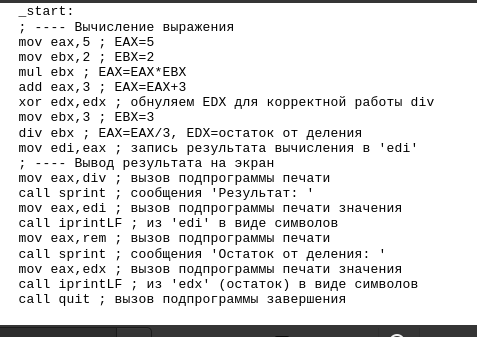 _start:
; ---- Вычисление выражения
mov eax,5 ; EAX=5
mov ebx,2 ; EBX=2
mul ebx ; EAX=EAX*EBX
add eax,3 ; EAX=EAX+3
xor edx,edx ; обнуляем EDX для корректной работы div
mov ebx,3 ; EBX=3
div ebx ; EAX=EAX/3, EDX=остаток от деления
mov edi,eax ; запись результата вычисления в 'edi'
; ---- Вывод результата на экран
mov eax,div ; вызов подпрограммы печати
call sprint ; сообщения 'Результат: '
mov eax,edi ; вызов подпрограммы печати значения
call iprintLF ; из 'edi' в виде символов
mov eax,rem ; вызов подпрограммы печати
call sprint ; сообщения 'Остаток от деления: '
mov eax,edx ; вызов подпрограммы печати значения
call iprintLF ; из 'edx' (остаток) в виде символов
call quit ; вызов подпрограммы завершения